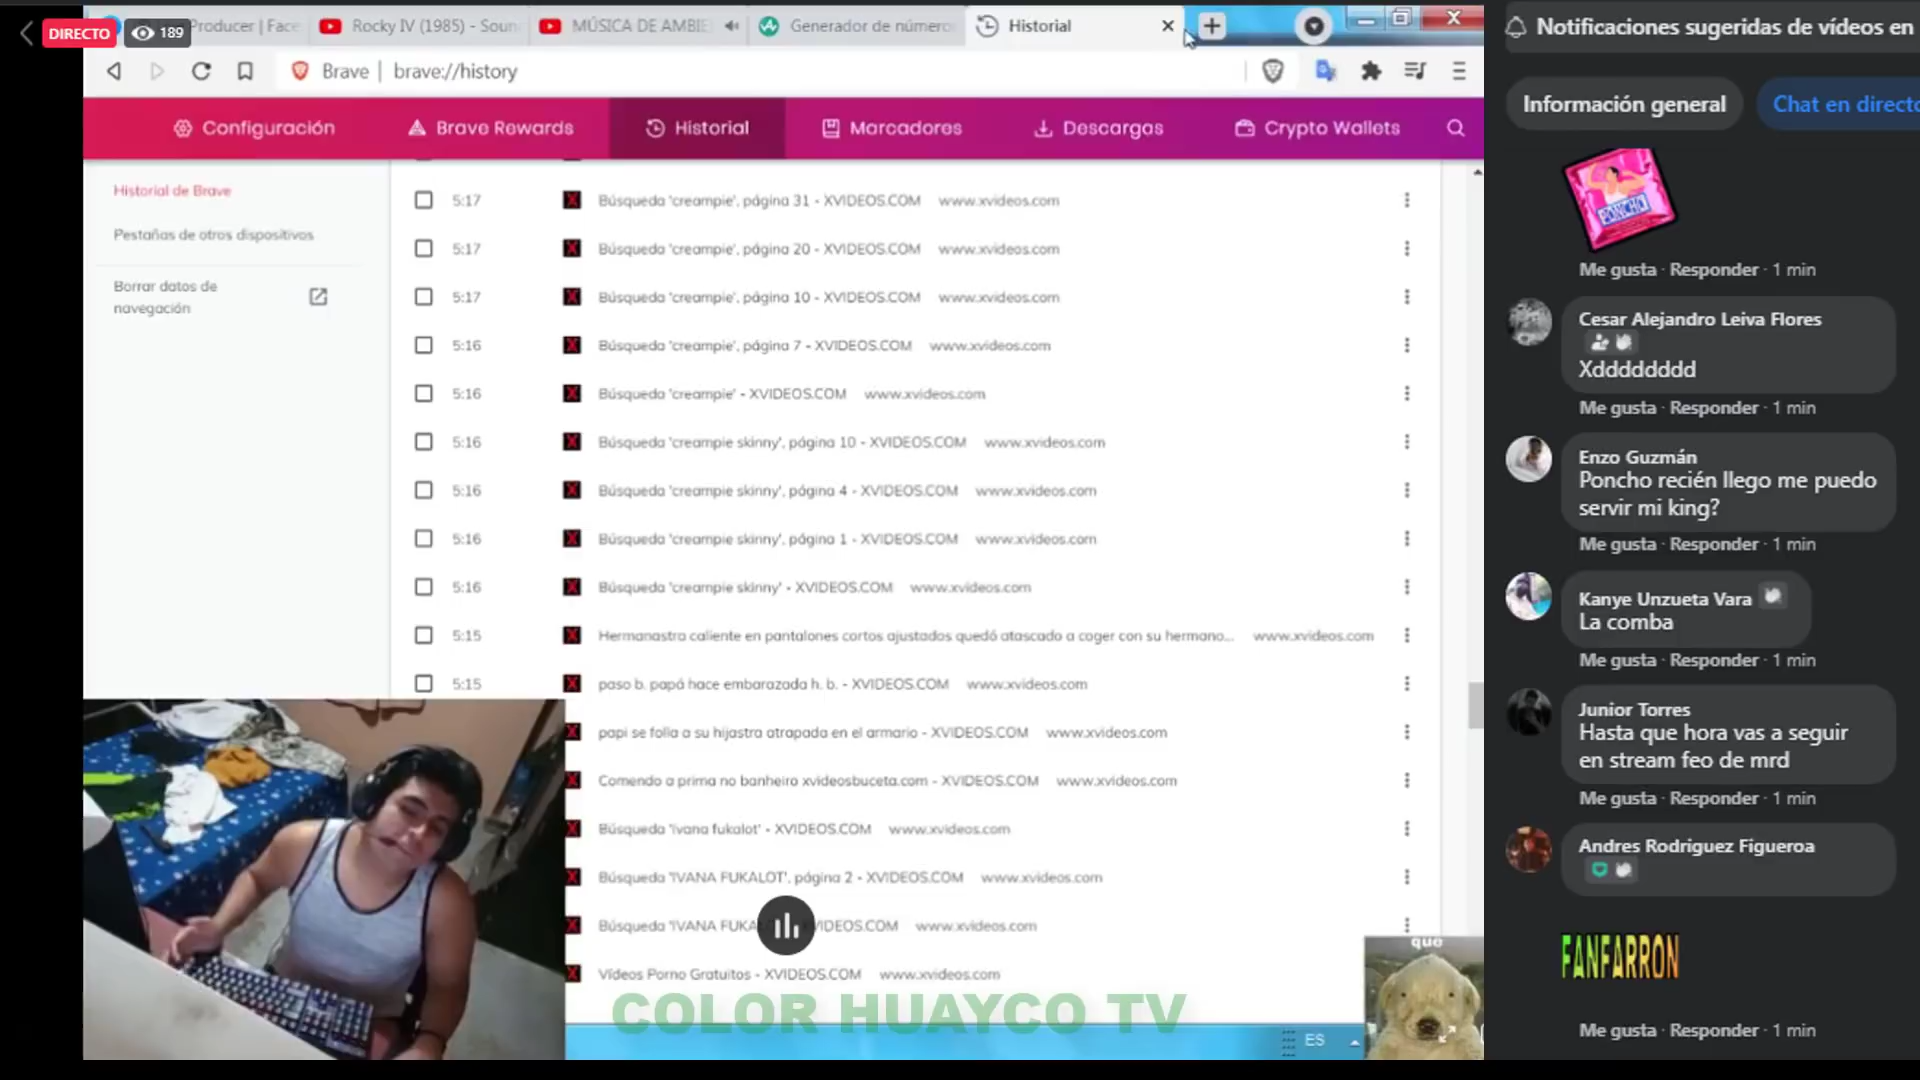 DIRECTO
189
Producer | Face
Rocky IV (1985) - Soun
MÚSICA DE AMBIE
Generador de número
Historial
Brave
brave://history
Configuración
Brave Rewards
Historial
Marcadores
Descargas
Crypto Wallets
Historial de Brave
Pestañas de otros dispositivos
Borrar datos de
navegación
5:17 Búsqueda 'creampie', página 31 - XVIDEOS.COM www.xvideos.com
5:17 Búsqueda 'creampie', página 20 - XVIDEOS.COM www.xvideos.com
5:17 Búsqueda 'creampie', página 10 - XVIDEOS.COM www.xvideos.com
5:16 Búsqueda 'creampie', página 7 - XVIDEOS.COM www.xvideos.com
5:16 Búsqueda 'creampie' - XVIDEOS.COM www.xvideos.com
5:16 Búsqueda 'creampie skinny', página 10 - XVIDEOS.COM www.xvideos.com
5:16 Búsqueda 'creampie skinny', página 4 - XVIDEOS.COM www.xvideos.com
5:16 Búsqueda 'creampie skinny', página 1 - XVIDEOS.COM www.xvideos.com
5:16 Búsqueda 'creampie skinny' - XVIDEOS.COM www.xvideos.com
5:15 Hermanastra caliente en pantalones cortos ajustados quedó atascado a coger con su hermano... www.xvideos.com
5:15 paso b. papá hace embarazada h. b. - XVIDEOS.COM www.xvideos.com
papi se folla a su hijastra atrapada en el armario - XVIDEOS.COM www.xvideos.com
Comendo a prima no banheiro xvideosbuceta.com - XVIDEOS.COM www.xvideos.com
Búsqueda 'ivana fukalot' - XVIDEOS.COM www.xvideos.com
Búsqueda 'IVANA FUKALOT', página 2 - XVIDEOS.COM www.xvideos.com
Búsqueda 'IVANA FUKA VIDEOS.COM www.xvideos.com
Vídeos Porno Gratuitos - XVIDEOS.COM www.xvideos.com
COLOR HUAYCO TV
que
ES
Notificaciones sugeridas de vídeos en
Información general
Chat en directo
PONCHO
Me gusta · Responder · 1 min
Cesar Alejandro Leiva Flores
Xdddddddd
Me gusta · Responder · 1 min
Enzo Guzmán
Poncho recién llego me puedo
servir mi king?
Me gusta · Responder · 1 min
Kanye Unzueta Vara
La comba
Me gusta · Responder · 1 min
Junior Torres
Hasta que hora vas a seguir
en stream feo de mrd
Me gusta · Responder · 1 min
Andres Rodriguez Figueroa
FANFARRON
Me gusta · Responder · 1 min